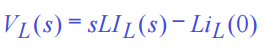 V_L(s) = sLI_L(s) − Li_L(0)